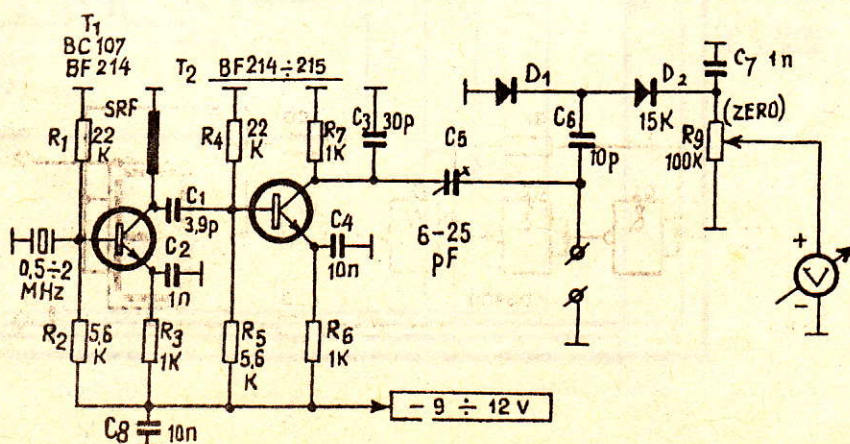 T1
BC 107
BF 214
T2 BF214÷215
SRF
R1 22 K
R4 22 K
R7 1K
C3 30p
C5
6-25 pF
D1
D2
C6 10p
C7 1n
15K
(ZERO)
R9 100K
C1 3,9p
C2 1n
C4 10n
0,5÷2 MHz
R2 5,6 K
R3 1K
R5 5,6 K
R6 1K
C8 10n
- 9 ÷ 12 V
+
V
-